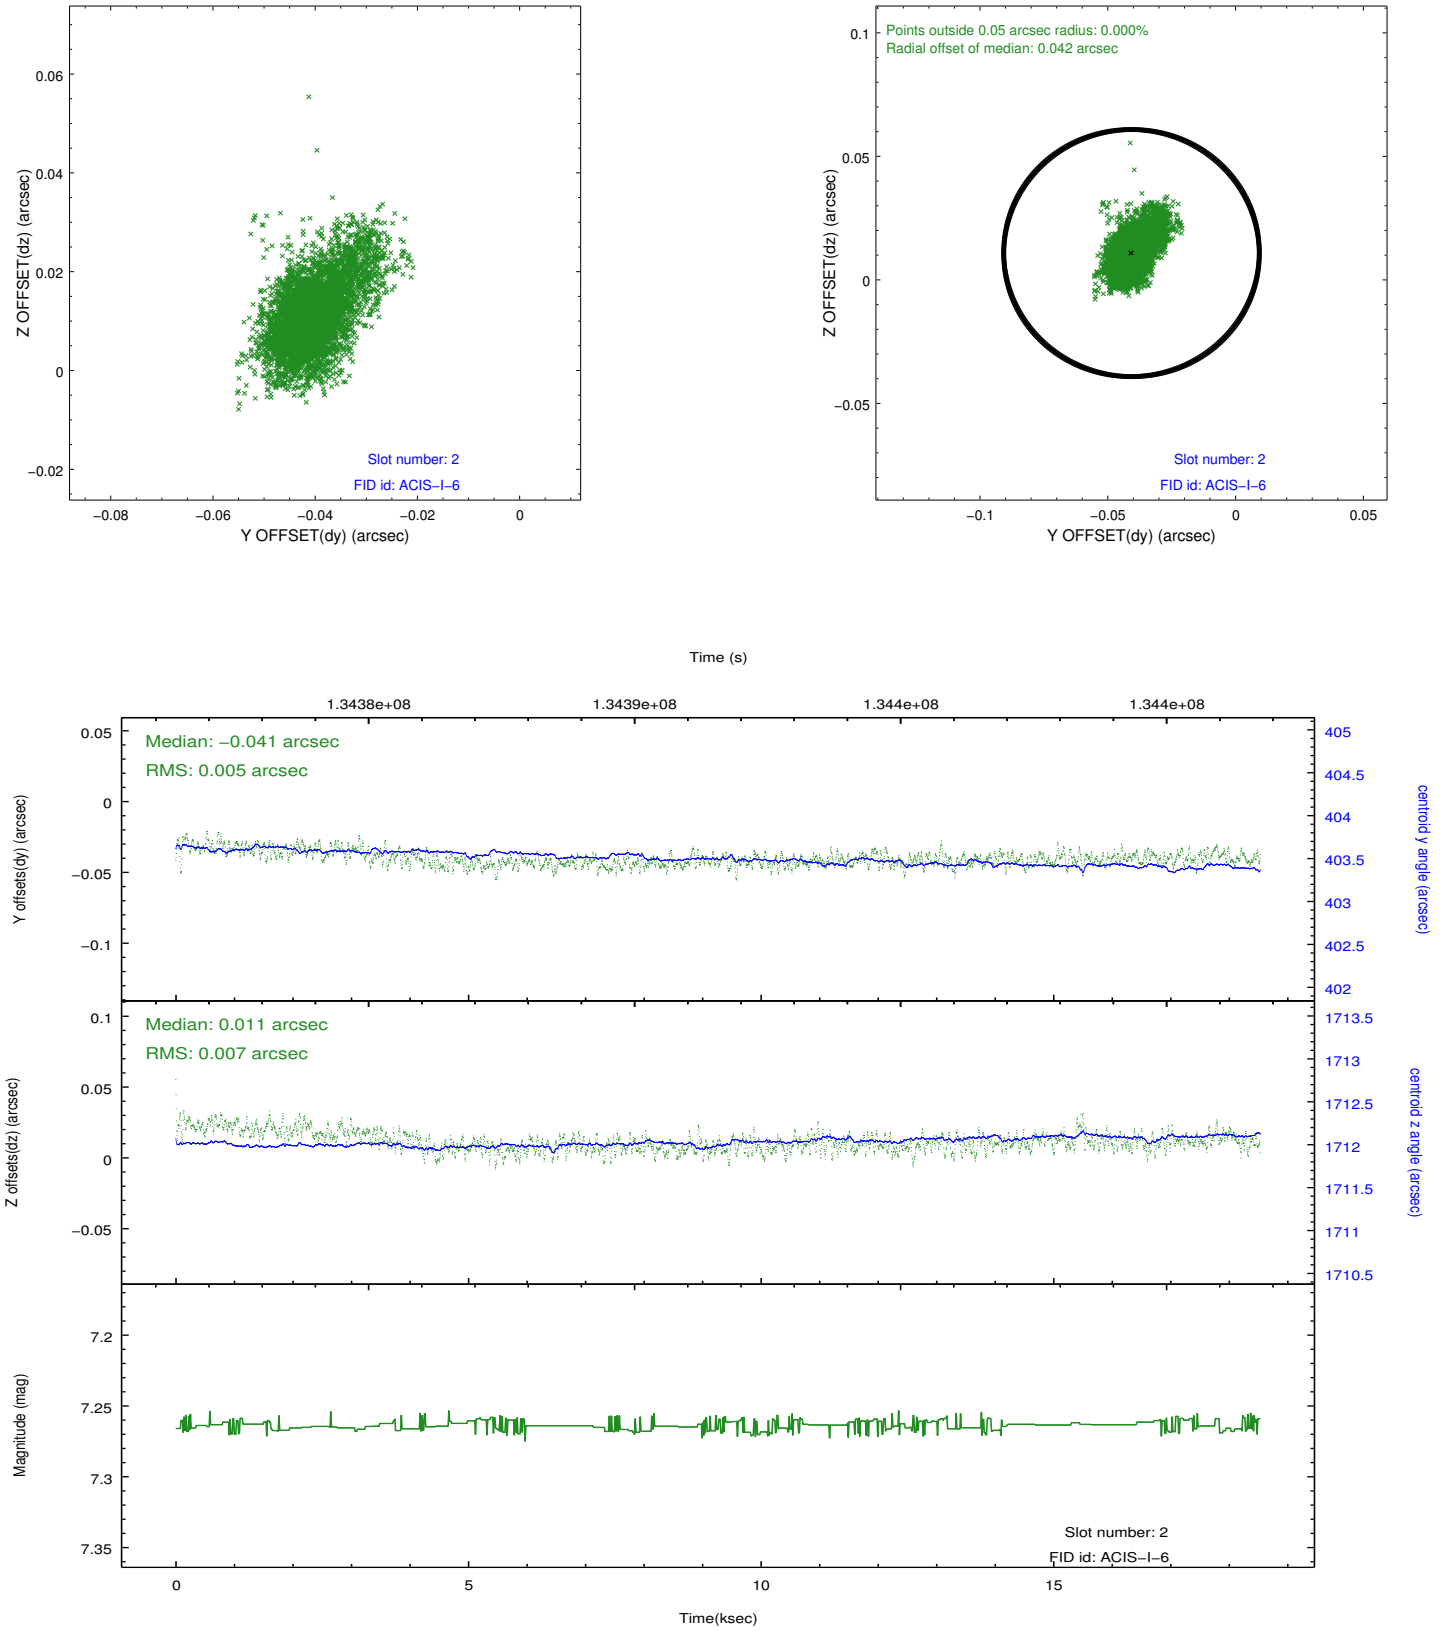 0.06
0.04
0.02
0
−0.02
Z OFFSET(dz) (arcsec)
Slot number: 2
FID id: ACIS−I−6
−0.08 −0.06 −0.04 −0.02 0
Y OFFSET(dy) (arcsec)
Points outside 0.05 arcsec radius: 0.000%
Radial offset of median: 0.042 arcsec
0.1
0.05
0
−0.05
Z OFFSET(dz) (arcsec)
Slot number: 2
FID id: ACIS−I−6
−0.1 −0.05 0 0.05
Y OFFSET(dy) (arcsec)
Time (s)
1.3438e+08 1.3439e+08 1.344e+08 1.344e+08
Median: −0.041 arcsec
RMS: 0.005 arcsec
0.05
0
−0.05
−0.1
Y offsets(dy) (arcsec)
405
404.5
404
403.5
403
402.5
402
centroid y angle (arcsec)
Median: 0.011 arcsec
RMS: 0.007 arcsec
0.1
0.05
0
−0.05
Z offsets(dz) (arcsec)
1713.5
1713
1712.5
1712
1711.5
1711
1710.5
centroid z angle (arcsec)
7.2
7.25
7.3
7.35
Magnitude (mag)
Slot number: 2
FID id: ACIS−I−6
0 5 10 15
Time(ksec)